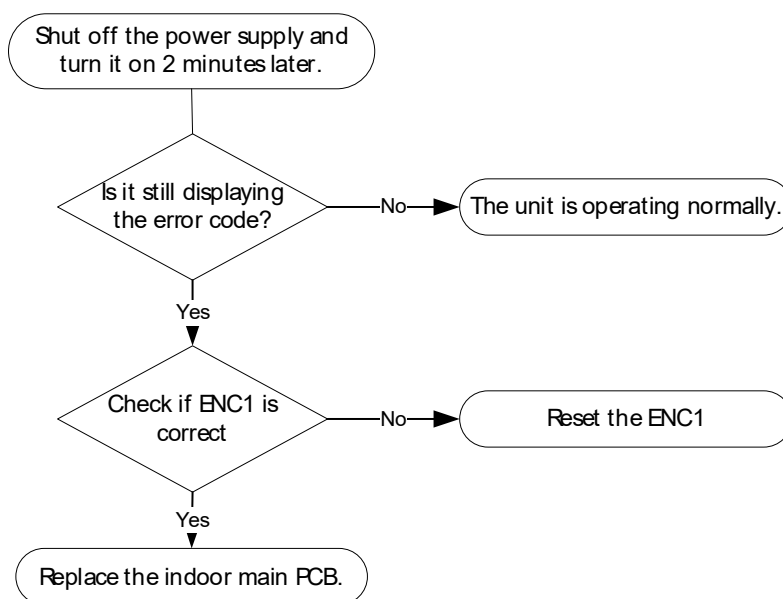 Shut off the power supply and
turn it on 2 minutes later.
Is it still displaying
the error code?
No
The unit is operating normally.
Yes
Check if ENC1 is
correct
No
Reset the ENC1
Yes
Replace the indoor main PCB.